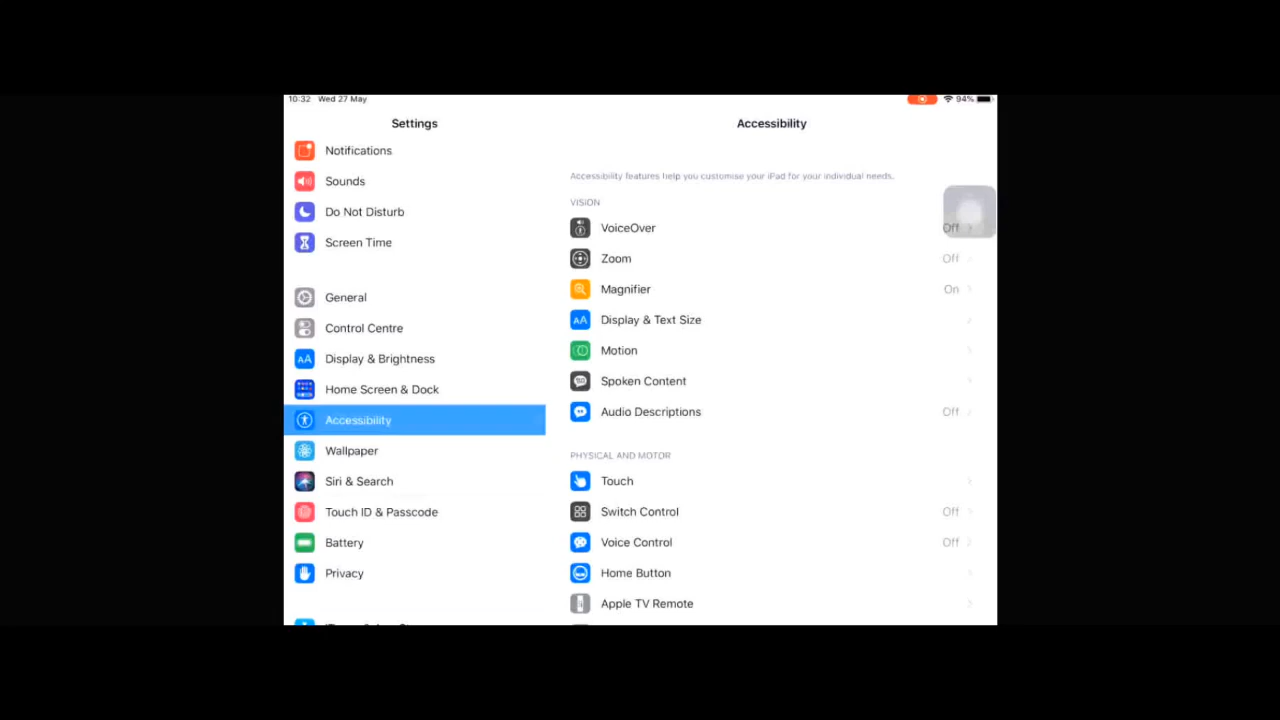 10:32 Wed 27 May
94%
Settings
Notifications
Sounds
Do Not Disturb
Screen Time
General
Control Centre
AA Display & Brightness
Home Screen & Dock
Accessibility
Wallpaper
Siri & Search
Touch ID & Passcode
Battery
Privacy
Accessibility
Accessibility features help you customise your iPad for your individual needs.
VISION
VoiceOver Off
Zoom Off
Magnifier On
AA Display & Text Size
Motion
Spoken Content
Audio Descriptions Off
PHYSICAL AND MOTOR
Touch
Switch Control Off
Voice Control Off
Home Button
Apple TV Remote